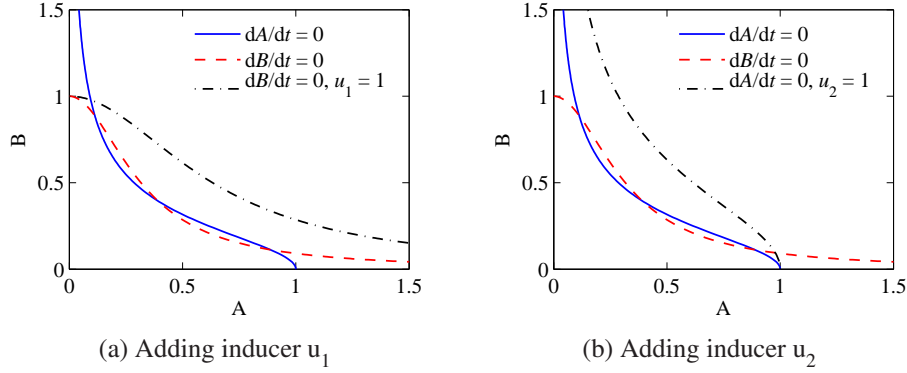 1.5
1
0.5
0
0
0.5
1
1.5
B
A
dA/dt = 0
dB/dt = 0
dB/dt = 0, u₁ = 1
(a) Adding inducer u₁
1.5
1
0.5
0
0
0.5
1
1.5
B
A
dA/dt = 0
dB/dt = 0
dA/dt = 0, u₂ = 1
(b) Adding inducer u₂